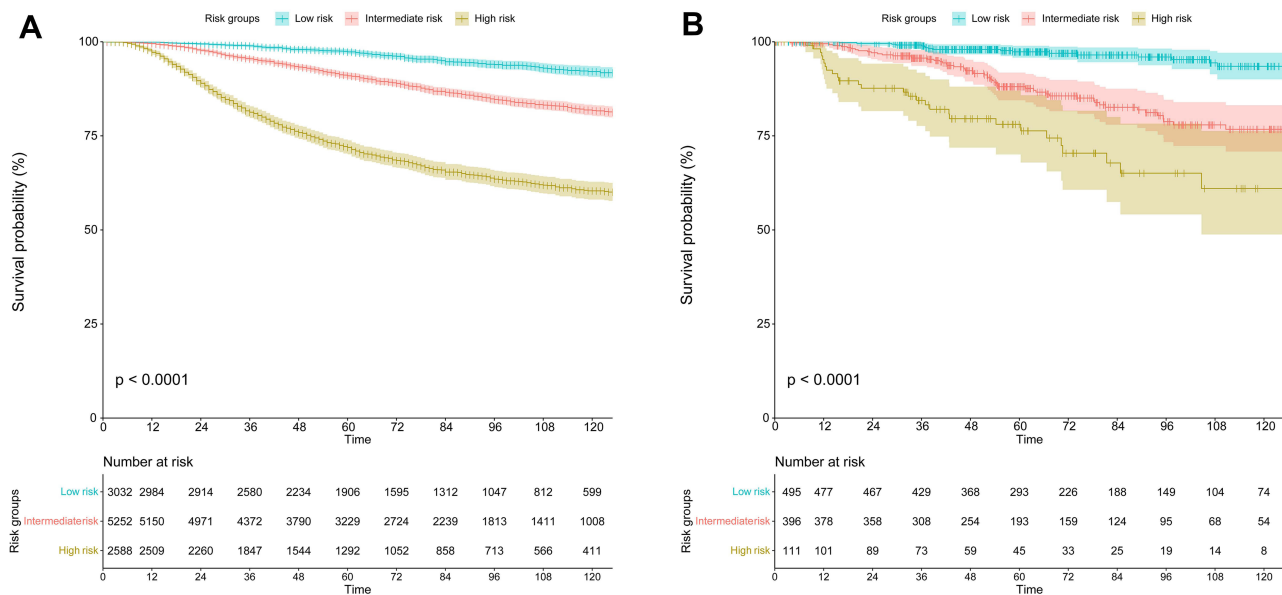 A
Risk groups Low risk Intermediate risk High risk
Survival probability (%)
100
75
50
25
0
p < 0.0001
0 12 24 36 48 60 72 84 96 108 120
Time
Number at risk
Risk groups
Low risk 3032 2984 2914 2580 2234 1906 1595 1312 1047 812 599
Intermediaterisk 5252 5150 4971 4372 3790 3229 2724 2239 1813 1411 1008
High risk 2588 2509 2260 1847 1544 1292 1052 858 713 566 411
0 12 24 36 48 60 72 84 96 108 120
Time
B
Risk groups Low risk Intermediate risk High risk
Survival probability (%)
100
75
50
25
0
p < 0.0001
0 12 24 36 48 60 72 84 96 108 120
Time
Number at risk
Risk groups
Low risk 495 477 467 429 368 293 226 188 149 104 74
Intermediaterisk 396 378 358 308 254 193 159 124 95 68 54
High risk 111 101 89 73 59 45 33 25 19 14 8
0 12 24 36 48 60 72 84 96 108 120
Time